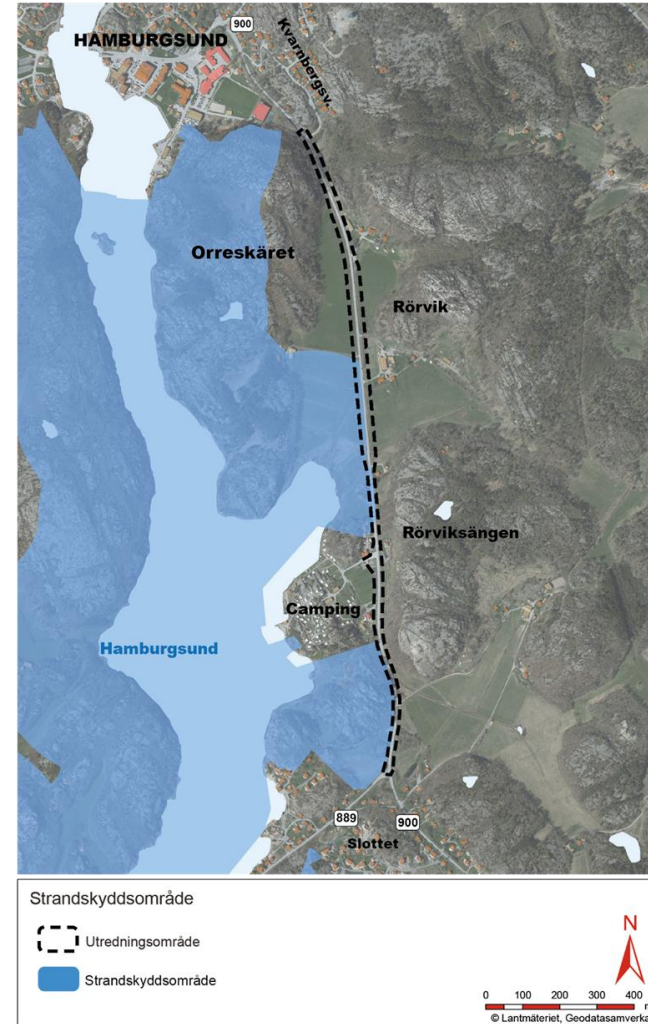 900
HAMBURGSUND
Kvarnbergsv.
Orreskäret
Rörvik
Rörviksängen
Camping
Hamburgsund
889
900
Slottet
Strandskyddsområde
Utredningsområde
Strandskyddsområde
N
0 100 200 300 400
© Lantmäteriet, Geodatasamverka